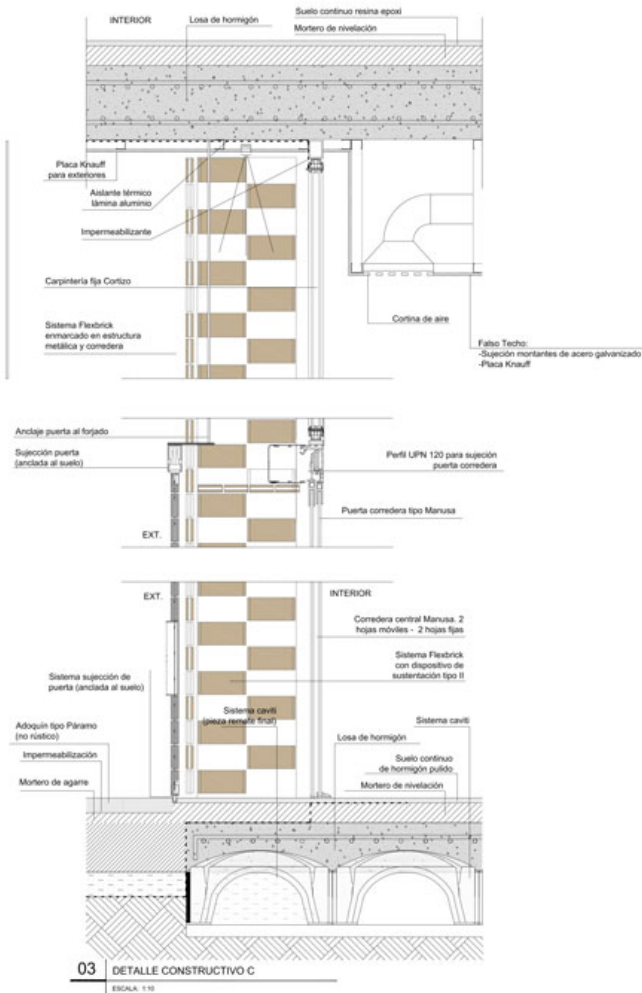 INTERIOR
Losa de hormigón
Suelo continuo resina epoxi
Mortero de nivelación
Placa Knauff
para exteriores
Aislante térmico
lámina aluminio
Impermeabilizante
Carpintería fija Cortizo
Cortina de aire
Sistema Flexbrick
enmarcado en estructura
metálica y corredera
Falso Techo:
-Sujeción montantes de acero galvanizado
-Placa Knauff
Anclaje puerta al forjado
Sujección puerta
(anclada al suelo)
Perfil UPN 120 para sujeción
puerta corredera
Puerta corredera tipo Manusa
EXT.
EXT.
INTERIOR
Corredera central Manusa. 2
hojas móviles - 2 hojas fijas
Sistema Flexbrick
con dispositivo de
sustentación tipo II
Sistema sujección de
puerta (anclada al suelo)
Sistema caviti
(pieza remate final)
Sistema caviti
Adoquín tipo Páramo
(no rústico)
Losa de hormigón
Impermeabilización
Suelo continuo
de hormigón pulido
Mortero de agarre
Mortero de nivelación
03 DETALLE CONSTRUCTIVO C
ESCALA: 1:10